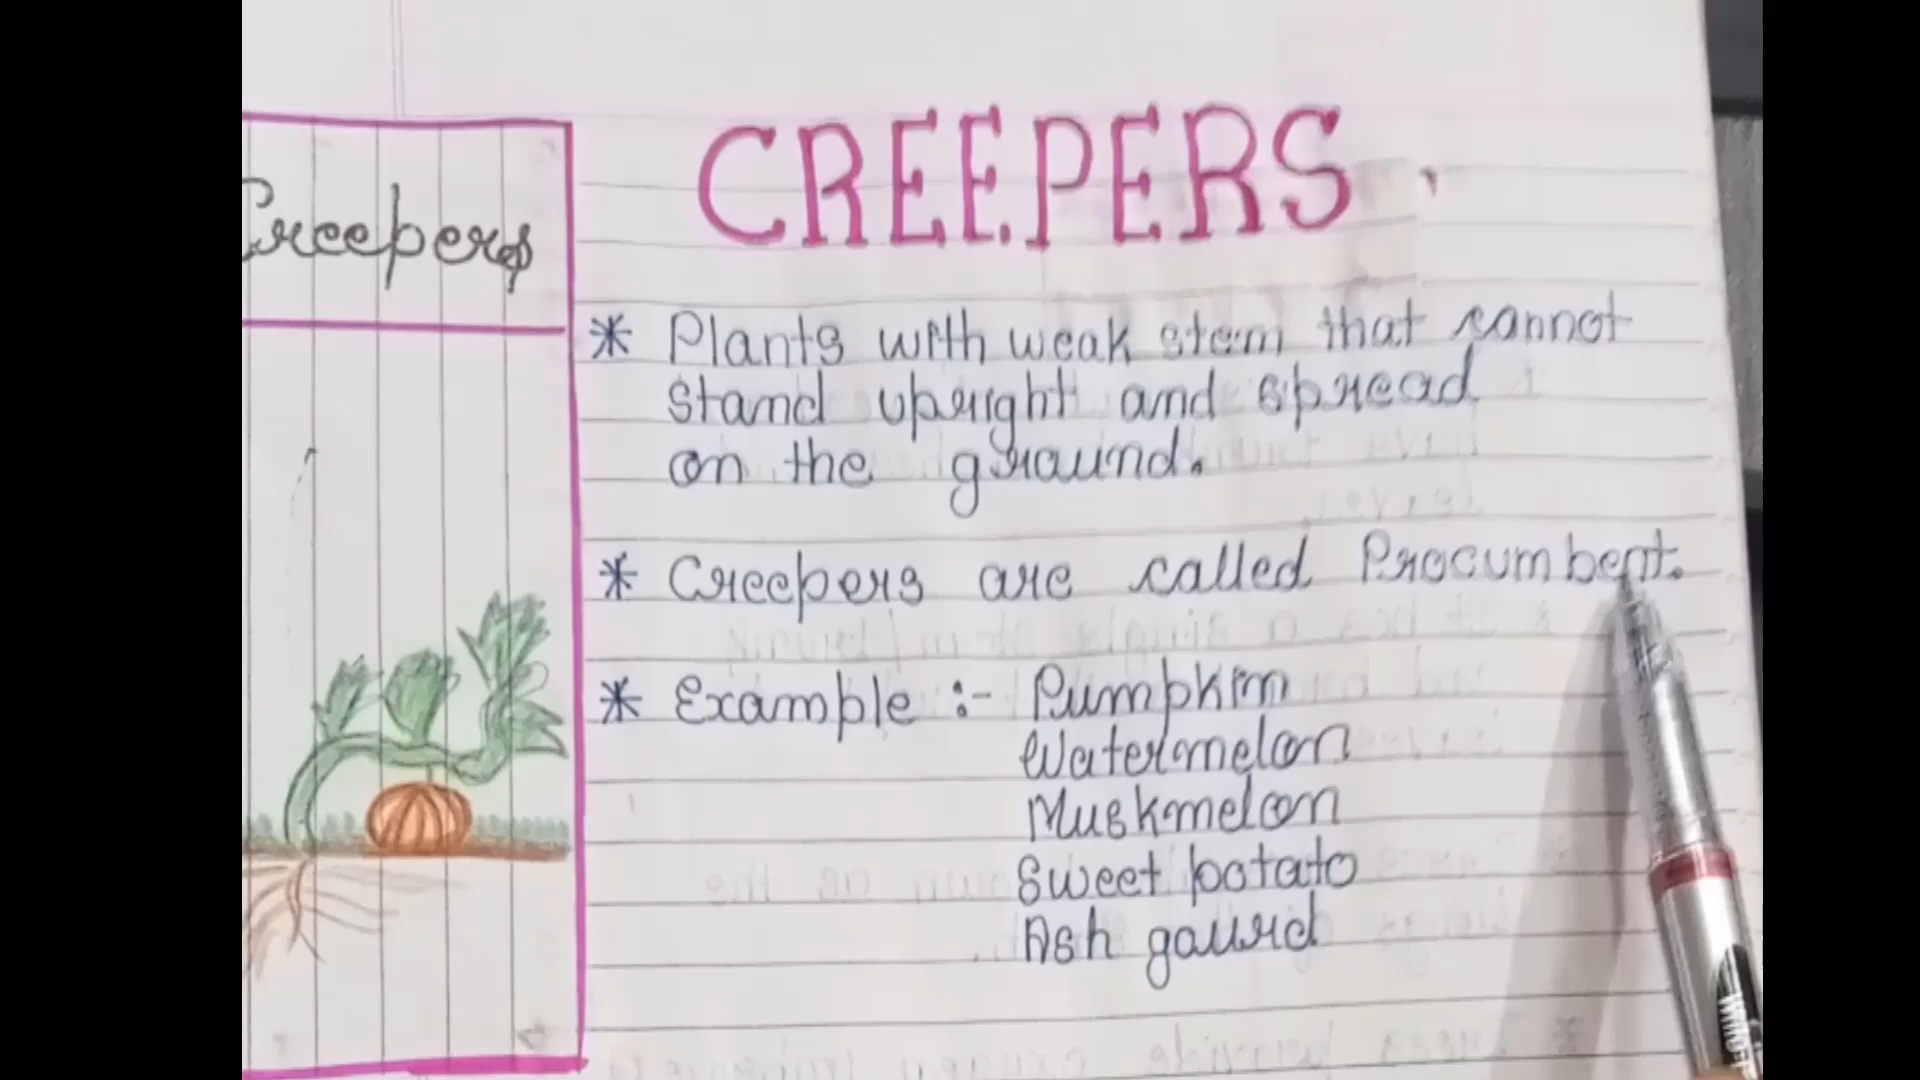 Creepers
CREEPERS.
* Plants with weak stem that cannot
stand upright and spread
on the ground.
* Creepers are called Procumbent.
* Example :- Pumpkin
Watermelon
Muskmelon
Sweet potato
Ash gourd